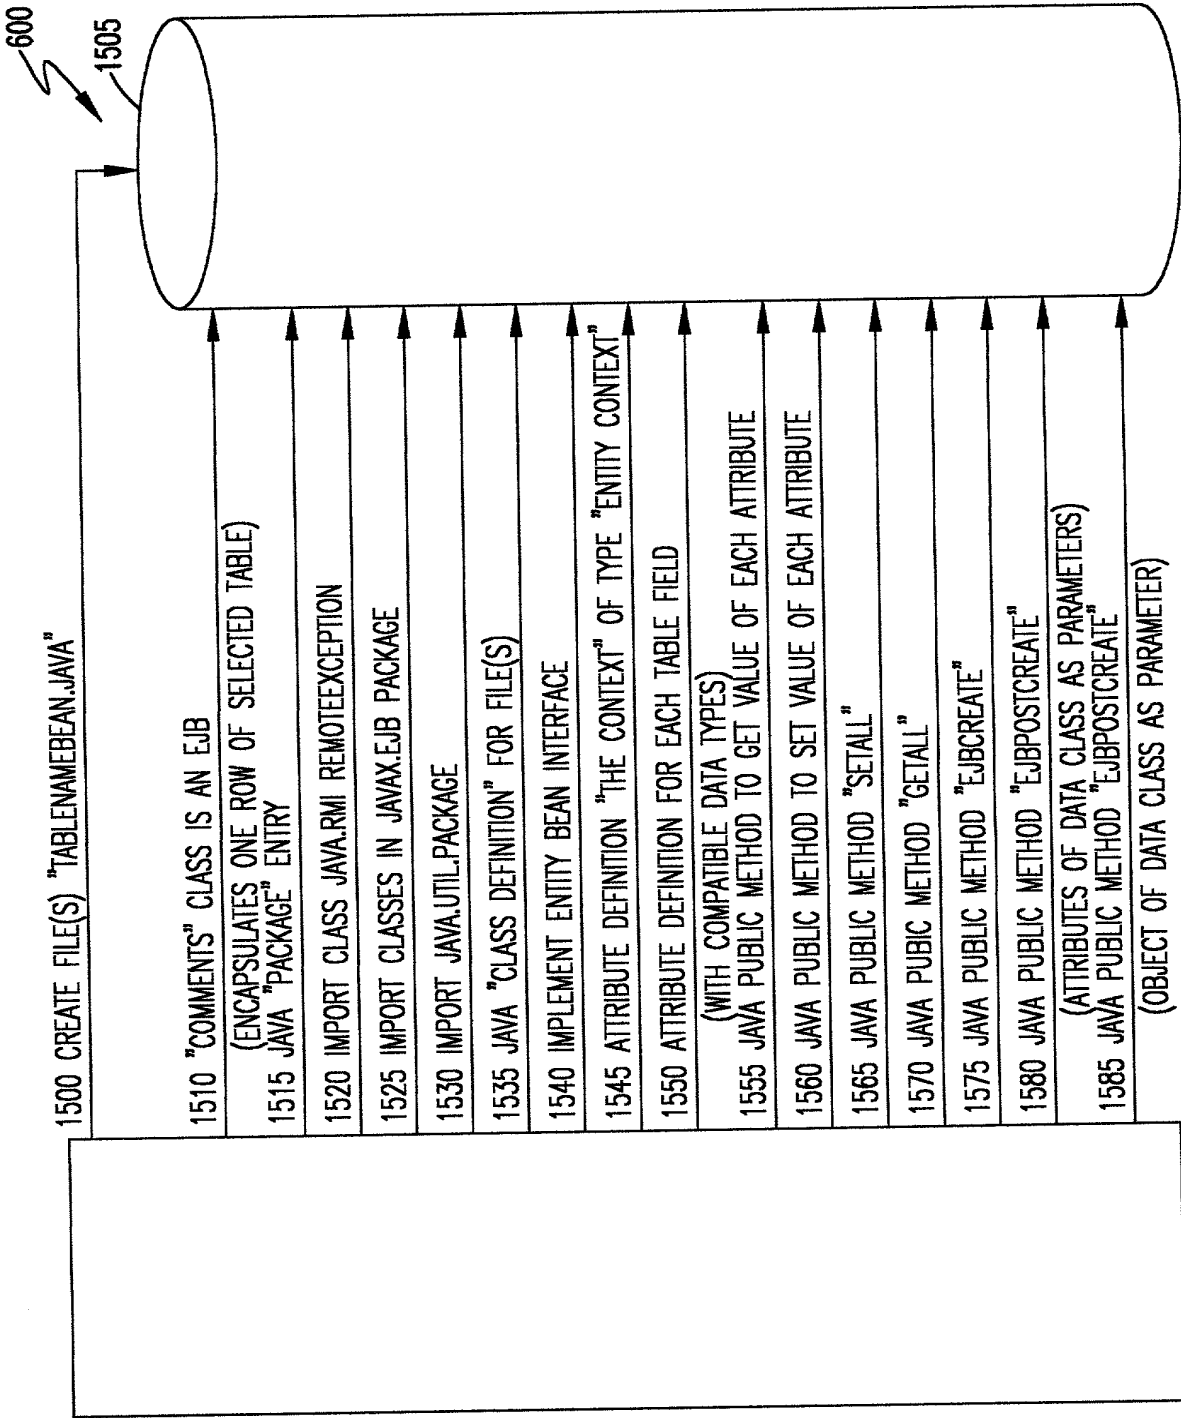 600
1505
1500 CREATE FILE(S) "TABLENAMEBEAN.JAVA"
1510 "COMMENTS" CLASS IS AN EJB
(ENCAPSULATES ONE ROW OF SELECTED TABLE)
1515 JAVA "PACKAGE" ENTRY
1520 IMPORT CLASS JAVA.RMI REMOTEEXCEPTION
1525 IMPORT CLASSES IN JAVAX.EJB PACKAGE
1530 IMPORT JAVA.UTIL.PACKAGE
1535 JAVA "CLASS DEFINITION" FOR FILE(S)
1540 IMPLEMENT ENTITY BEAN INTERFACE
1545 ATTRIBUTE DEFINITION "THE CONTEXT" OF TYPE "ENTITY CONTEXT"
1550 ATTRIBUTE DEFINITION FOR EACH TABLE FIELD
(WITH COMPATIBLE DATA TYPES)
1555 JAVA PUBLIC METHOD TO GET VALUE OF EACH ATTRIBUTE
1560 JAVA PUBLIC METHOD TO SET VALUE OF EACH ATTRIBUTE
1565 JAVA PUBLIC METHOD "SETALL"
1570 JAVA PUBIC METHOD "GETALL"
1575 JAVA PUBLIC METHOD "EJBCREATE"
1580 JAVA PUBLIC METHOD "EJBPOSTCREATE"
(ATTRIBUTES OF DATA CLASS AS PARAMETERS)
1585 JAVA PUBLIC METHOD "EJBPOSTCREATE"
(OBJECT OF DATA CLASS AS PARAMETER)